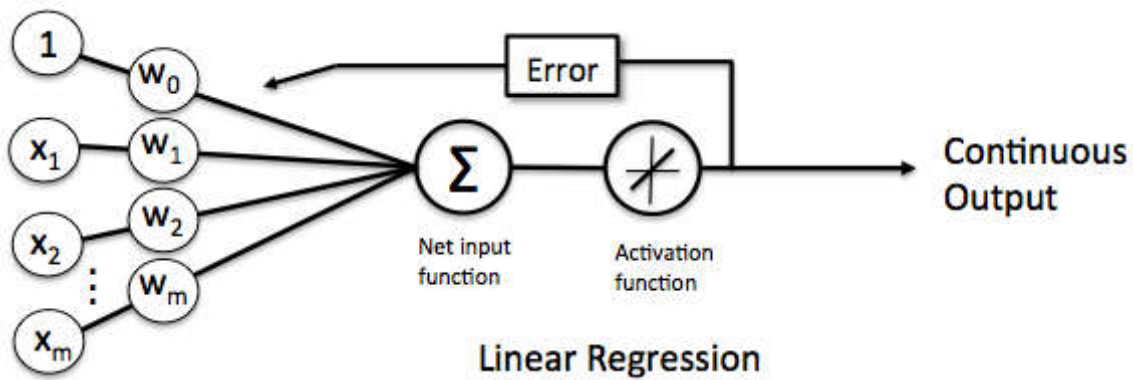 1
w₀
Error
x₁
w₁
Σ
Continuous
Output
x₂
w₂
Net input
function
Activation
function
⋮
wₘ
xₘ
Linear Regression